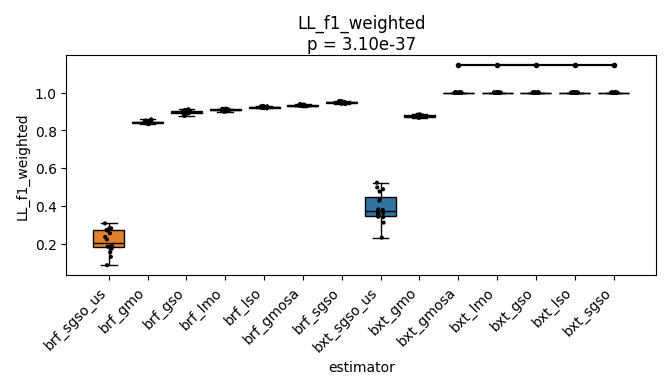 LL_f1_weighted
p = 3.10e-37
LL_f1_weighted
1.0
0.8
0.6
0.4
0.2
brf_sgso_us
brf_gmo
brf_gso
brf_lmo
brf_lso
brf_gmosa
brf_sgso
bxt_sgso_us
bxt_gmo
bxt_gmosa
bxt_lmo
bxt_gso
bxt_lso
bxt_sgso
estimator